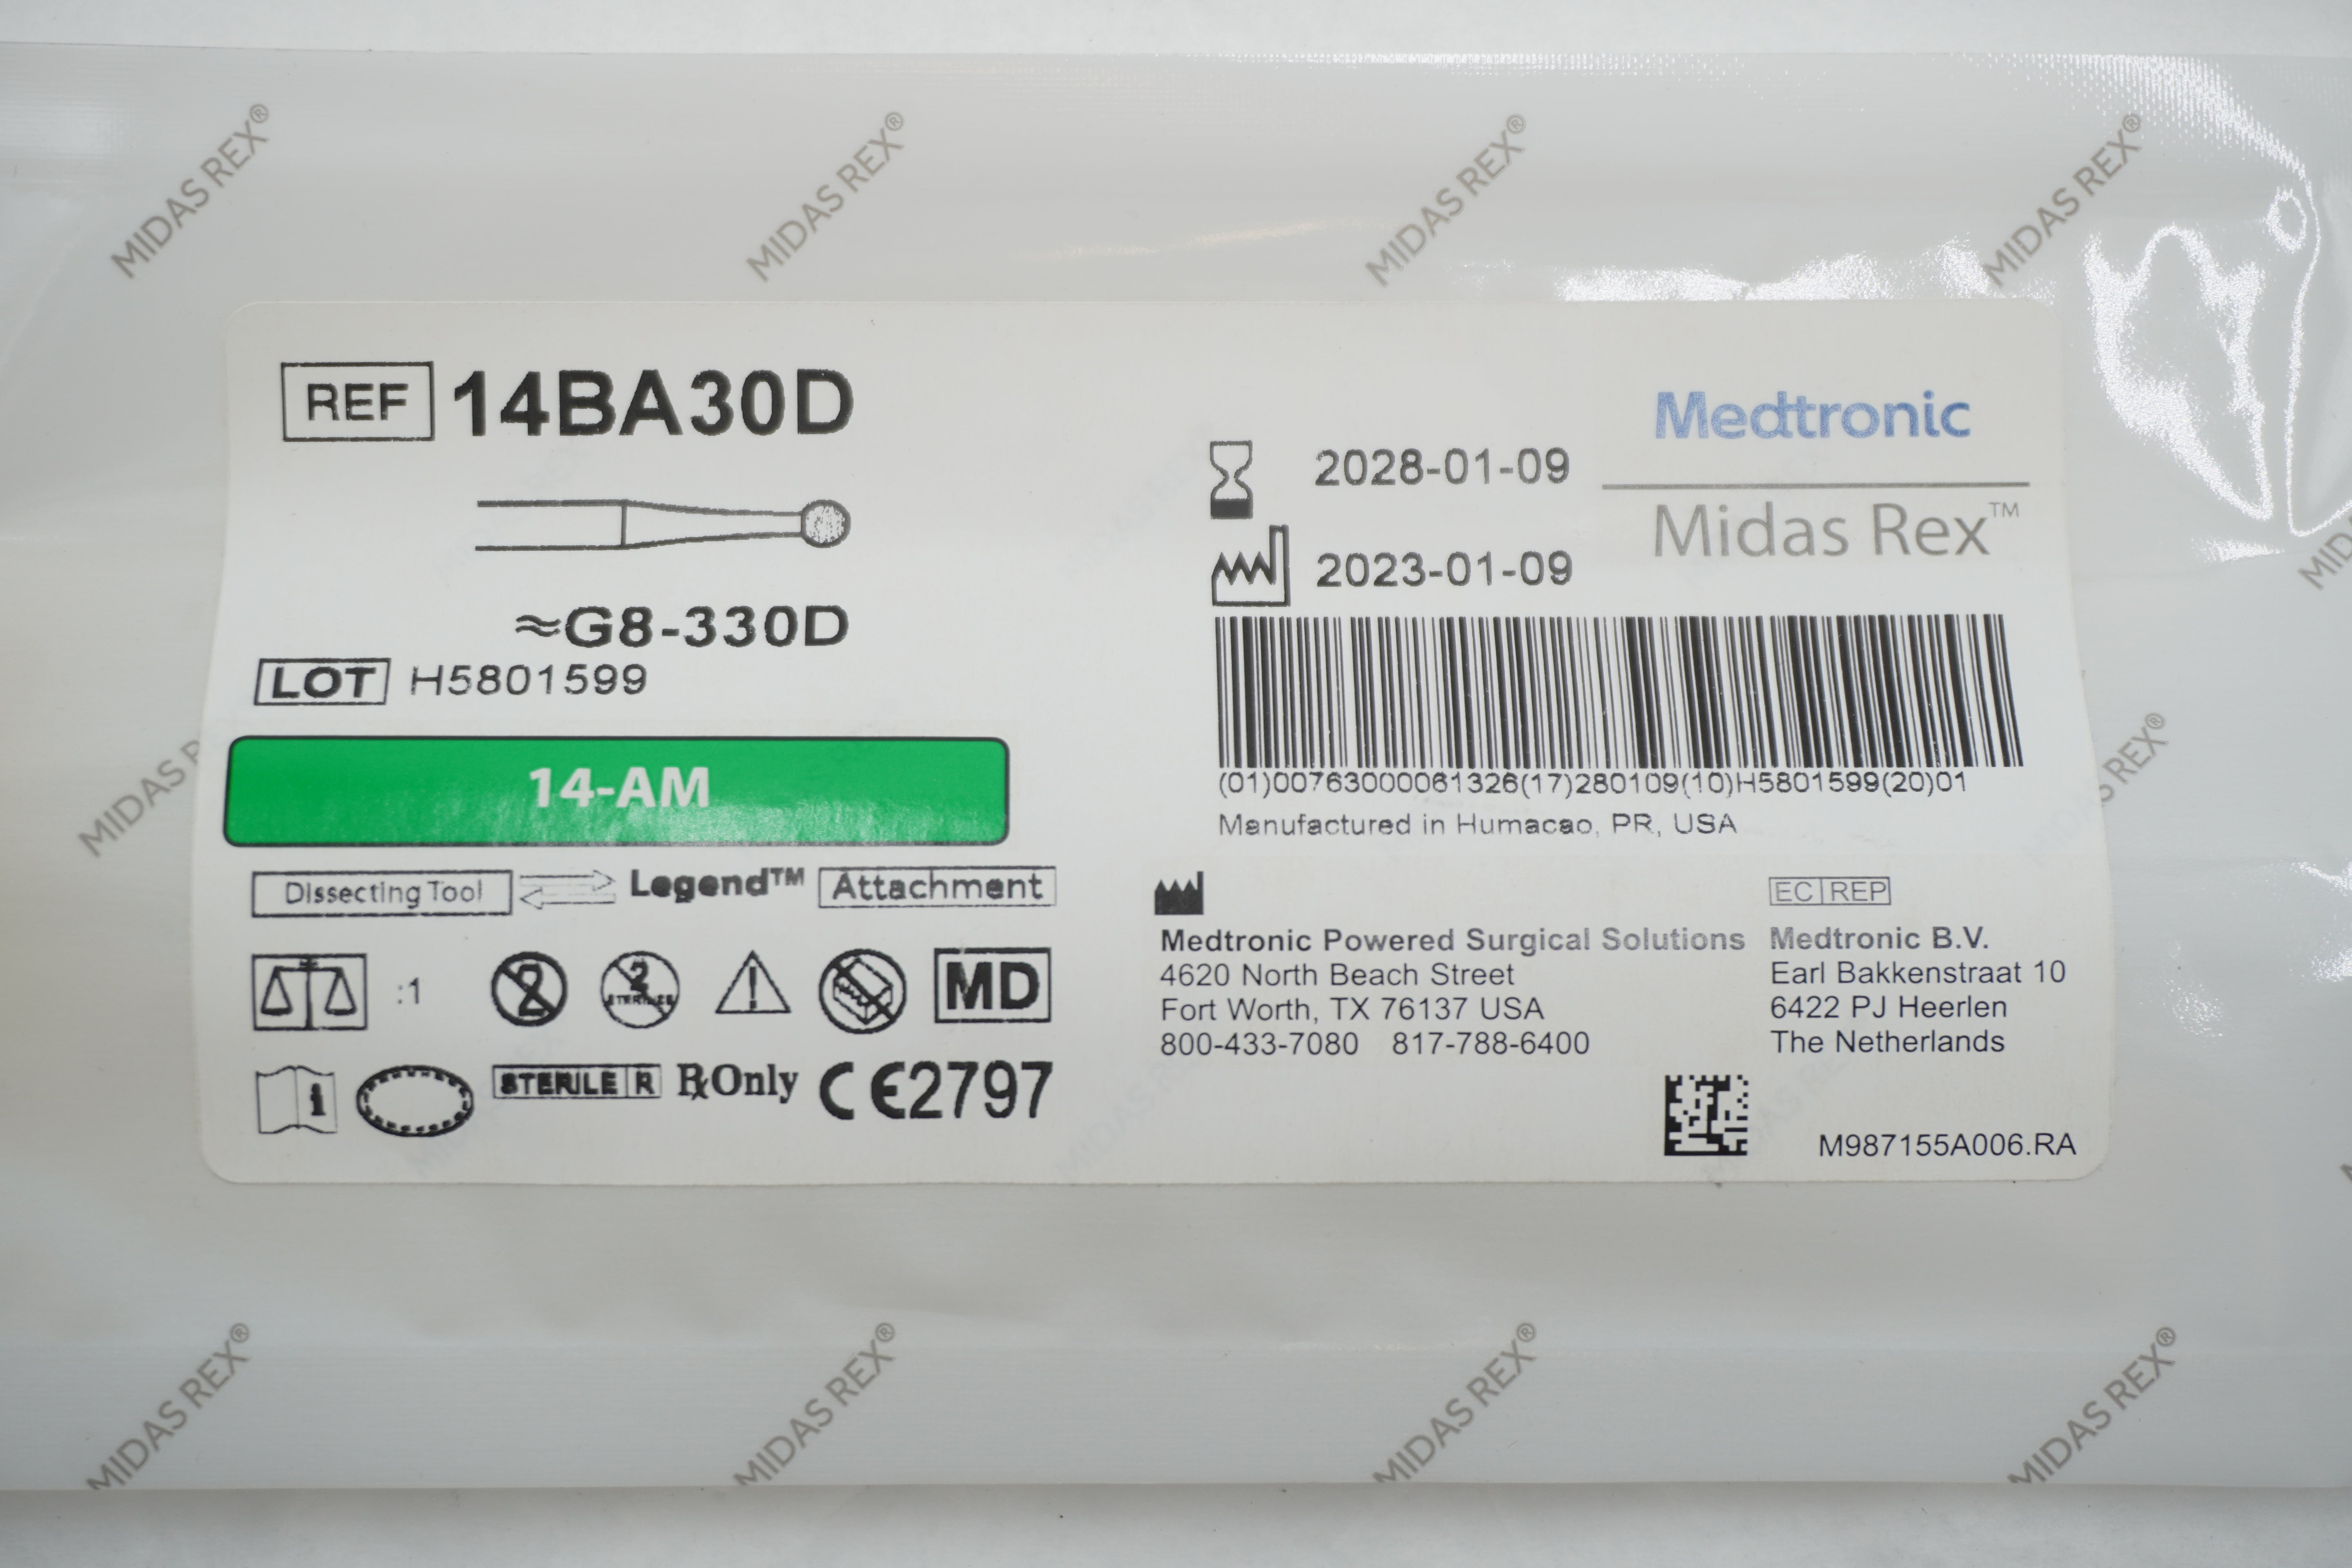 MIDAS REX®
MIDAS REX®
MIDAS REX®
MIDAS REX®
REF 14BA30D
≈G8-330D
LOT H5801599
14-AM
Dissecting Tool Legend™ Attachment
:1 2 2 STERILIZE MD
i STERILE R Rx Only CE2797
Medtronic
Midas Rex™
2028-01-09
2023-01-09
(01)00763000061326(17)280109(10)H5801599(20)01
Manufactured in Humacao, PR, USA
Medtronic Powered Surgical Solutions
4620 North Beach Street
Fort Worth, TX 76137 USA
800-433-7080 817-788-6400
EC REP
Medtronic B.V.
Earl Bakkenstraat 10
6422 PJ Heerlen
The Netherlands
M987155A006.RA
MIDAS REX®
MIDAS REX®
MIDAS REX®
MIDAS REX®